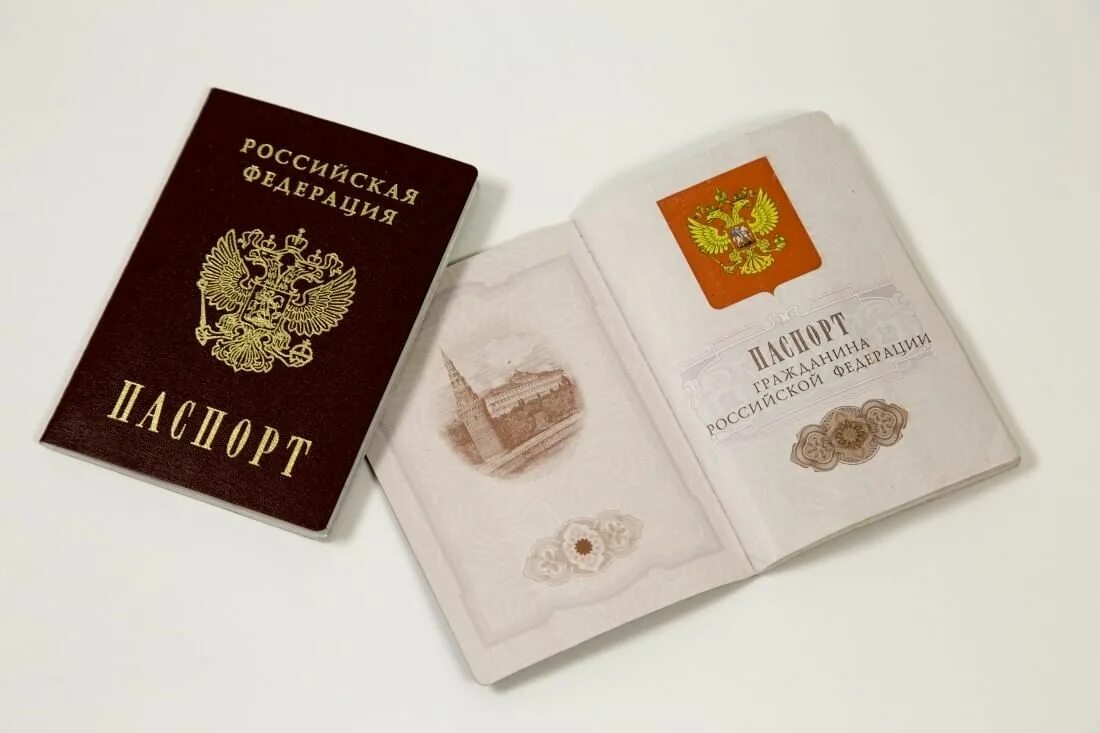 РОССИЙСКАЯ
ФЕДЕРАЦИЯ
ПАСПОРТ
ПАСПОРТ
ГРАЖДАНИНА
РОССИЙСКОЙ ФЕДЕРАЦИИ